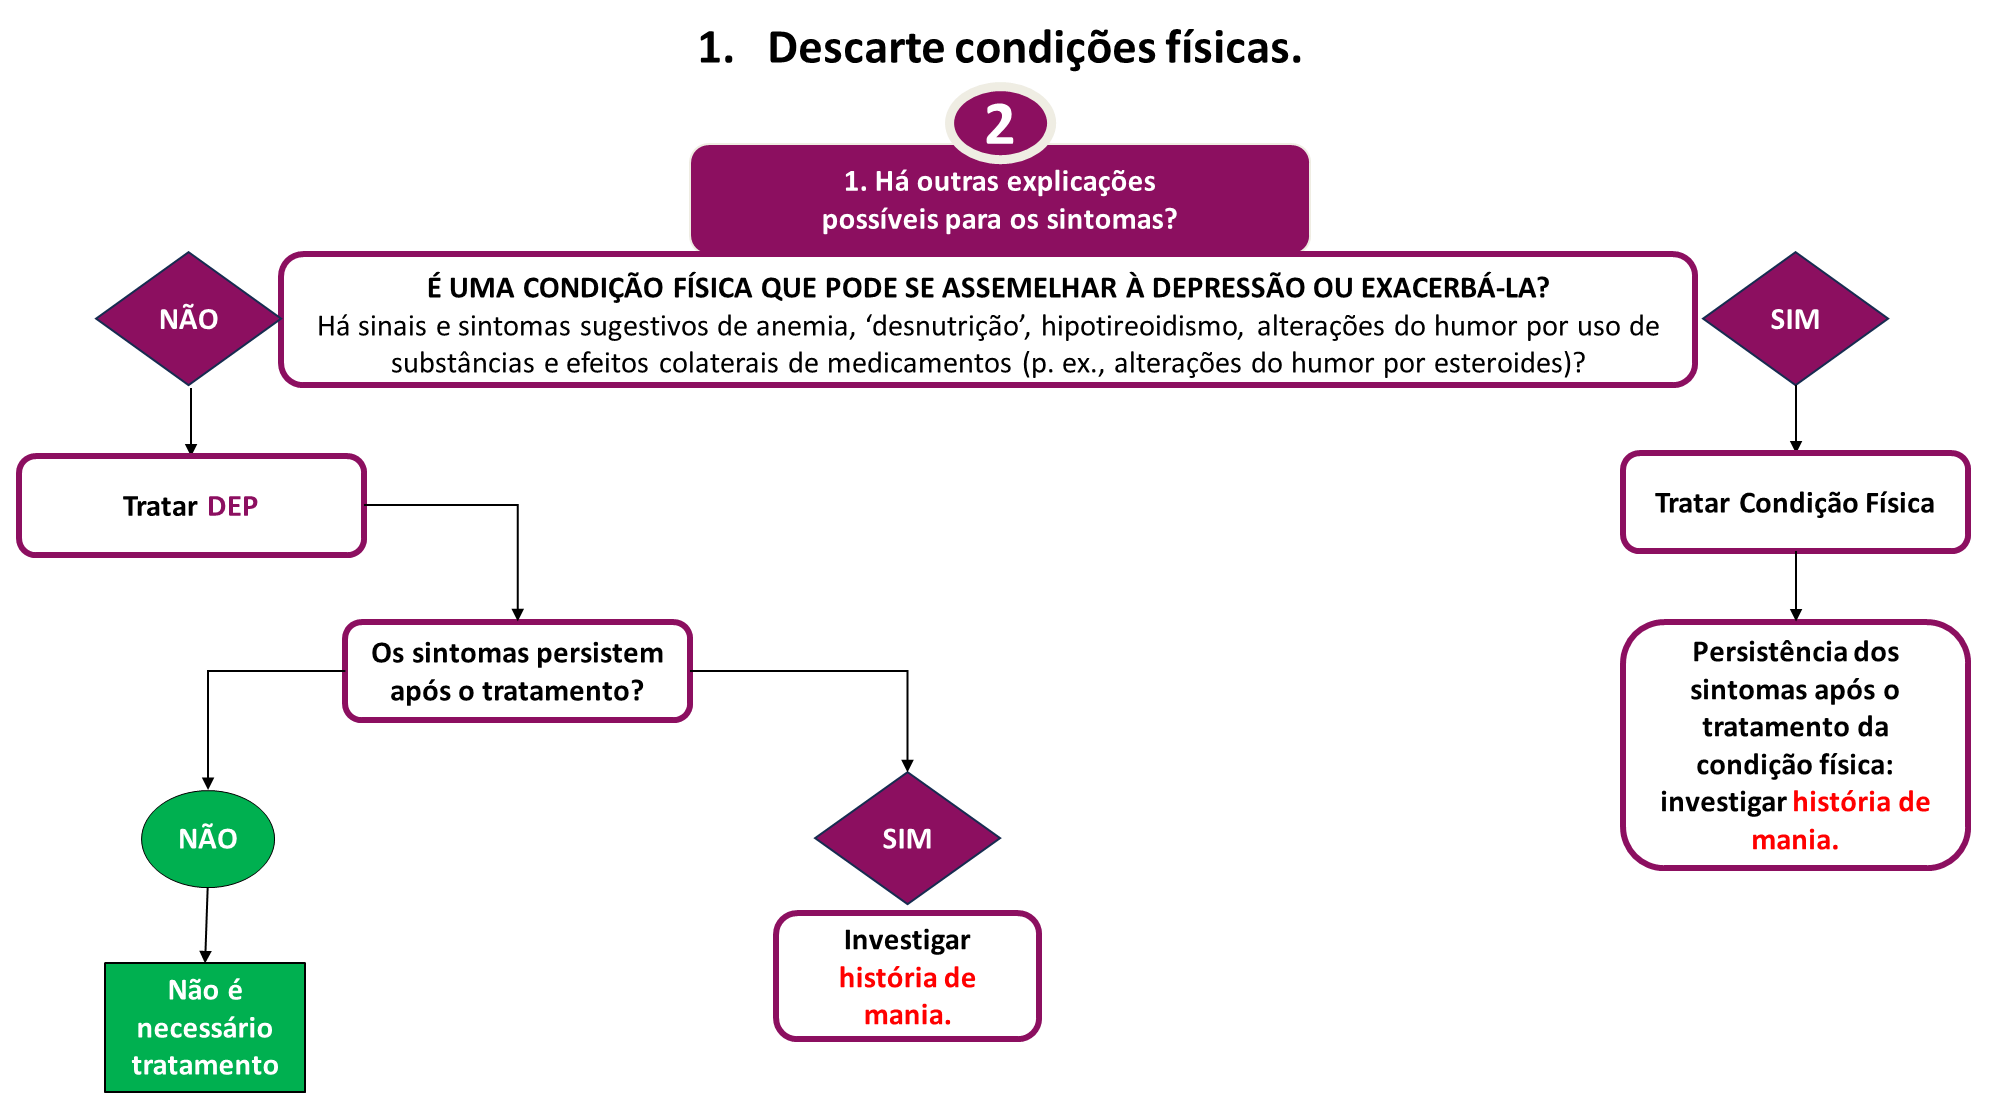 1. Descarte condições físicas.
2
1. Há outras explicações
possíveis para os sintomas?
NÃO
É UMA CONDIÇÃO FÍSICA QUE PODE SE ASSEMELHAR À DEPRESSÃO OU EXACERBÁ-LA?
Há sinais e sintomas sugestivos de anemia, ‘desnutrição’, hipotireoidismo, alterações do humor por uso de
substâncias e efeitos colaterais de medicamentos (p. ex., alterações do humor por esteroides)?
SIM
Tratar DEP
Tratar Condição Física
Os sintomas persistem
após o tratamento?
Persistência dos
sintomas após o
tratamento da
condição física:
investigar história de
mania.
NÃO
SIM
Investigar
história de
mania.
Não é
necessário
tratamento